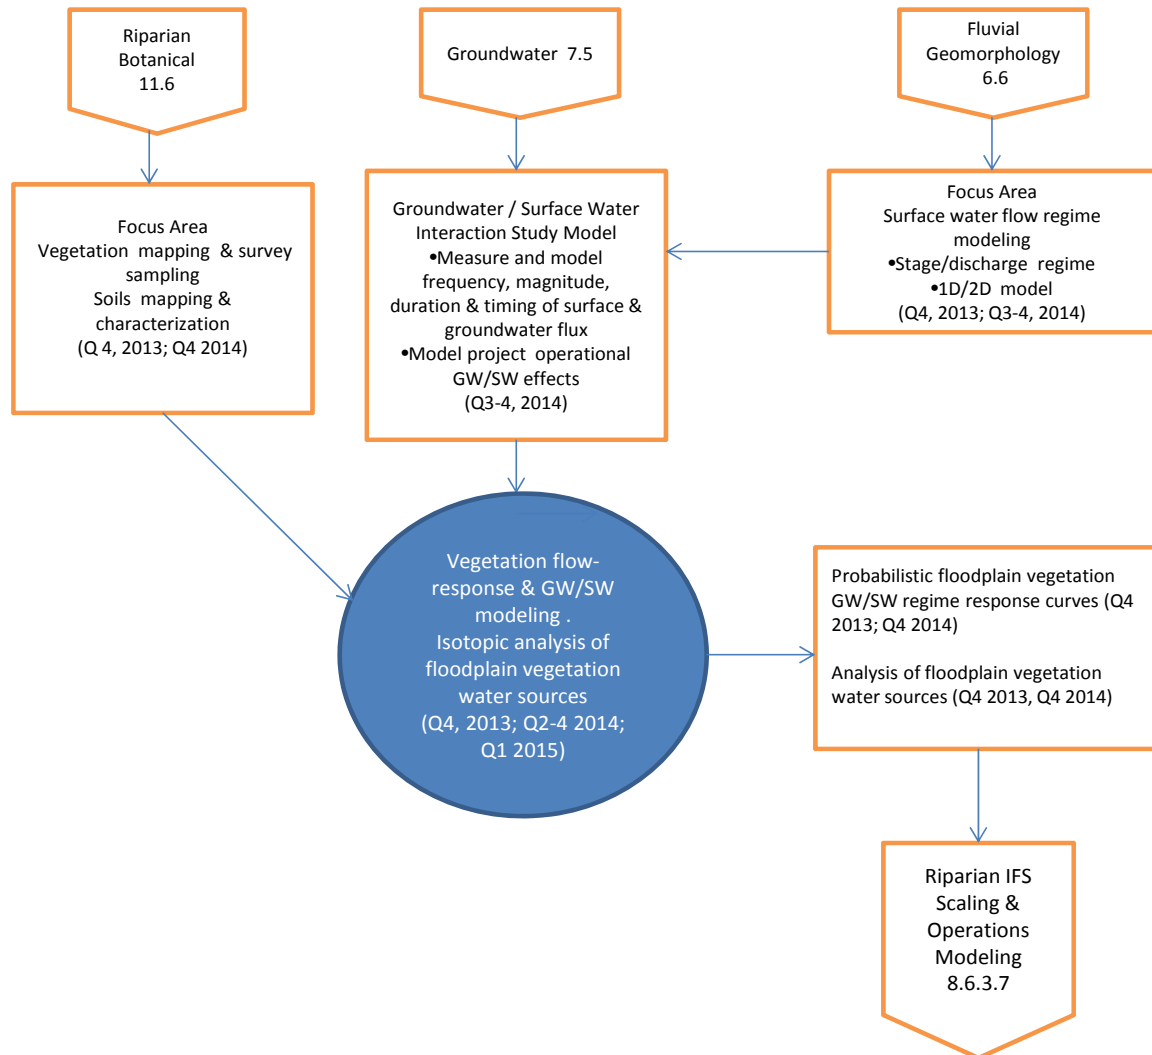 Riparian
Botanical
11.6
Groundwater 7.5
Fluvial
Geomorphology
6.6
Focus Area
Vegetation mapping & survey
sampling
Soils mapping &
characterization
(Q 4, 2013; Q4 2014)
Groundwater / Surface Water
Interaction Study Model
•Measure and model
frequency, magnitude,
duration & timing of surface &
groundwater flux
•Model project operational
GW/SW effects
(Q3-4, 2014)
Focus Area
Surface water flow regime
modeling
•Stage/discharge regime
•1D/2D model
(Q4, 2013; Q3-4, 2014)
Vegetation flow-
response & GW/SW
modeling .
Isotopic analysis of
floodplain vegetation
water sources
(Q4, 2013; Q2-4 2014;
Q1 2015)
Probabilistic floodplain vegetation
GW/SW regime response curves (Q4
2013; Q4 2014)
Analysis of floodplain vegetation
water sources (Q4 2013, Q4 2014)
Riparian IFS
Scaling &
Operations
Modeling
8.6.3.7